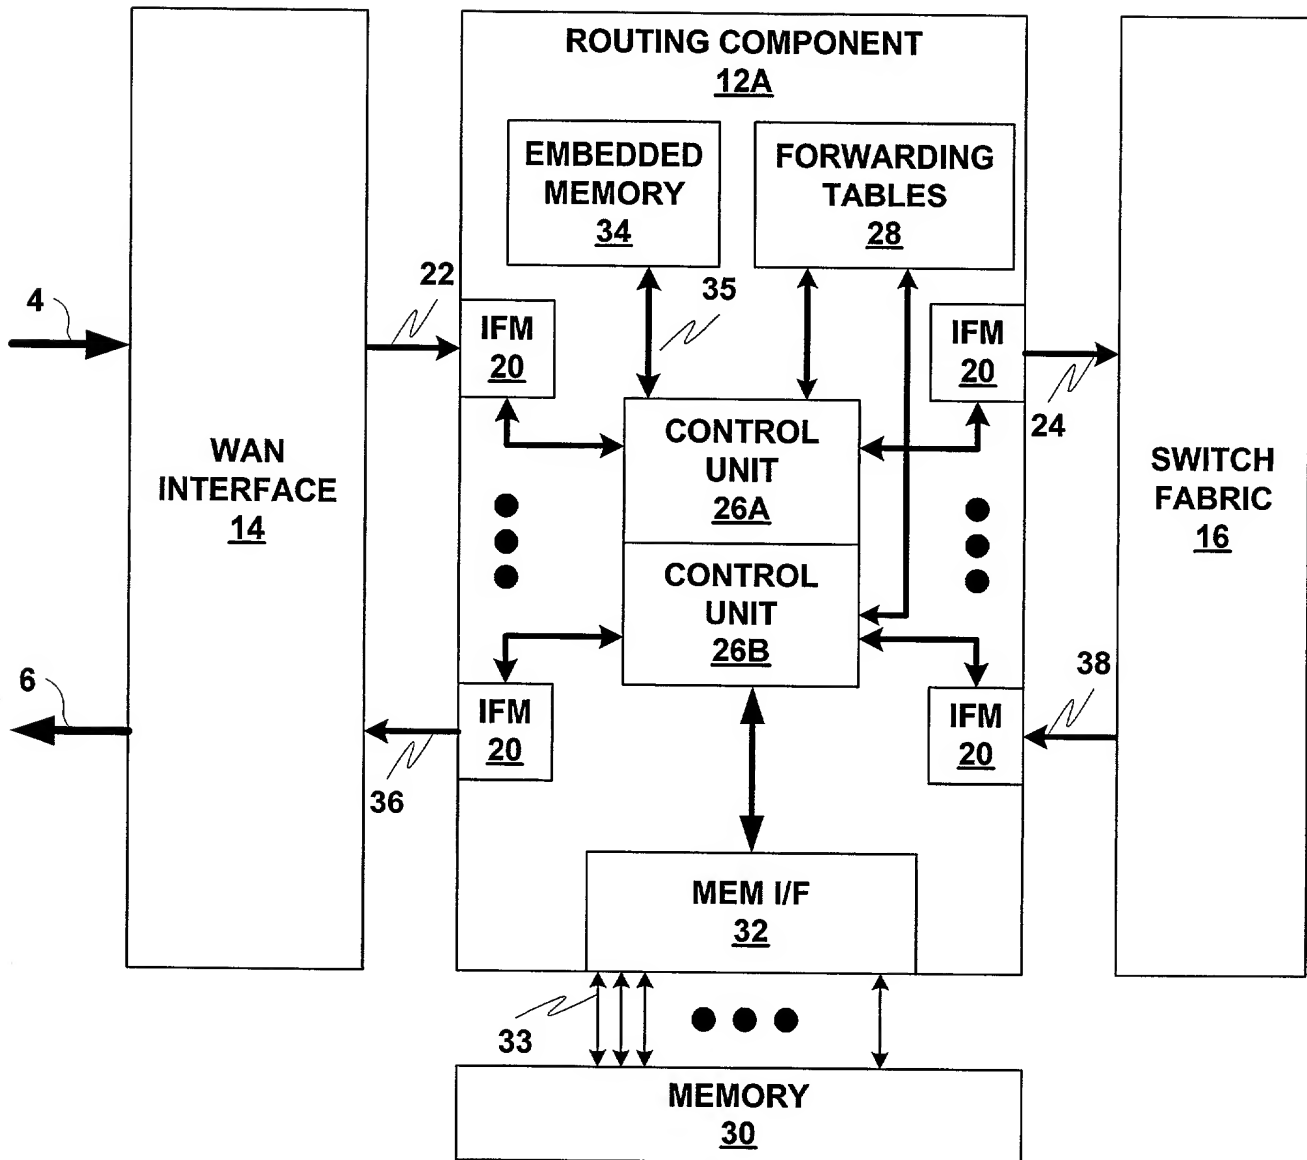 ROUTING COMPONENT
12A
EMBEDDED
MEMORY
34
FORWARDING
TABLES
28
4
22
35
IFM
20
IFM
20
24
WAN
INTERFACE
14
CONTROL
UNIT
26A
SWITCH
FABRIC
16
CONTROL
UNIT
26B
6
36
IFM
20
IFM
20
38
MEM I/F
32
33
MEMORY
30